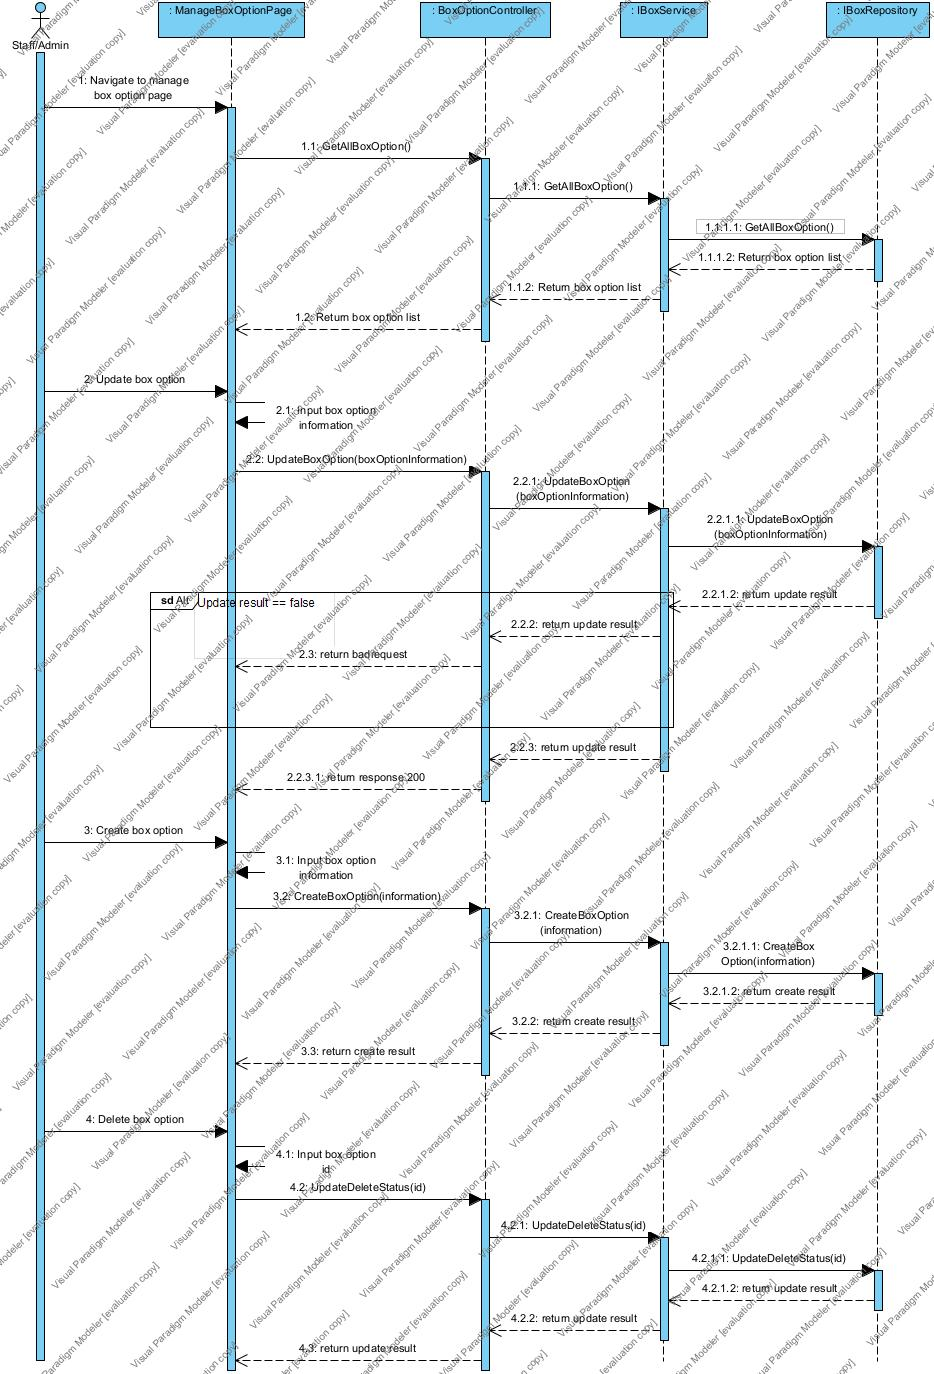 : ManageBoxOptionPage
: BoxOptionController
: IBoxService
: IBoxRepository
Staff/Admin
1: Navigate to manage
box option page
1.1: GetAllBoxOption()
1.1.1: GetAllBoxOption()
1.1.1.1: GetAllBoxOption()
1.1.1.2: Return box option list
1.1.2: Return box option list
1.2: Return box option list
2: Update box option
2.1: Input box option
information
2.2: UpdateBoxOption(boxOptionInformation)
2.2.1: UpdateBoxOption
(boxOptionInformation)
2.2.1.1: UpdateBoxOption
(boxOptionInformation)
2.2.1.2: return update result
sd Alt
Update result == false
2.2.2: return update result
2.3: return badrequest
2.2.3: return update result
2.2.3.1: return response 200
3: Create box option
3.1: Input box option
information
3.2: CreateBoxOption(information)
3.2.1: CreateBoxOption
(information)
3.2.1.1: CreateBox
Option(information)
3.2.1.2: return create result
3.2.2: return create result
3.3: return create result
4: Delete box option
4.1: Input box option
id
4.2: UpdateDeleteStatus(id)
4.2.1: UpdateDeleteStatus(id)
4.2.1.1: UpdateDeleteStatus(id)
4.2.1.2: return update result
4.2.2: return update result
4.3: return update result
Visual Paradigm Modeler [evaluation copy]